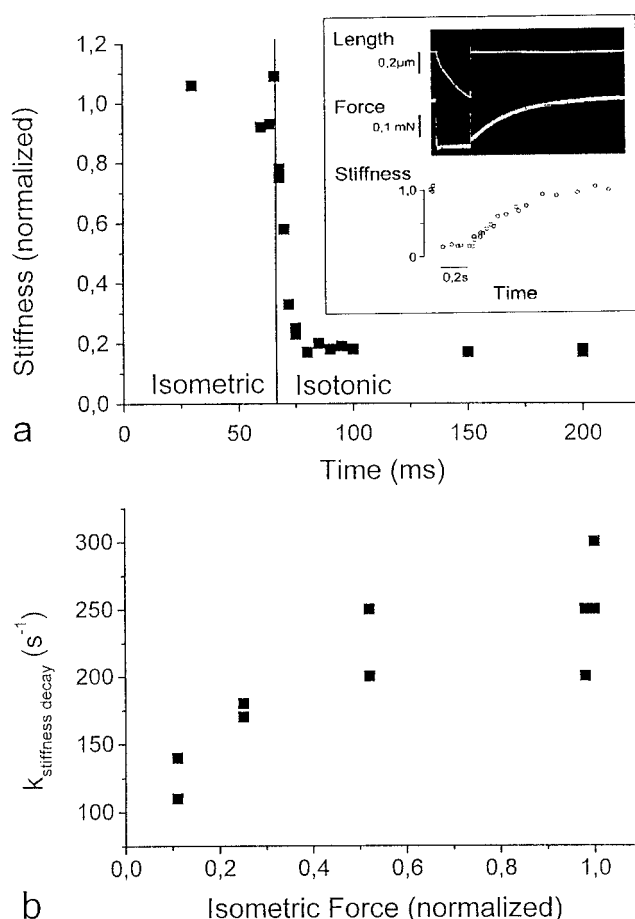 a
Stiffness (normalized)
1,2
1,0
0,8
0,6
0,4
0,2
0,0
Isometric
Isotonic
0
50
100
150
200
Time (ms)
Length
0,2µm
Force
0,1 mN
Stiffness
1,0
0
0,2s
Time
b
k stiffness decay (s⁻¹)
300
250
200
150
100
0,0
0,2
0,4
0,6
0,8
1,0
Isometric Force (normalized)